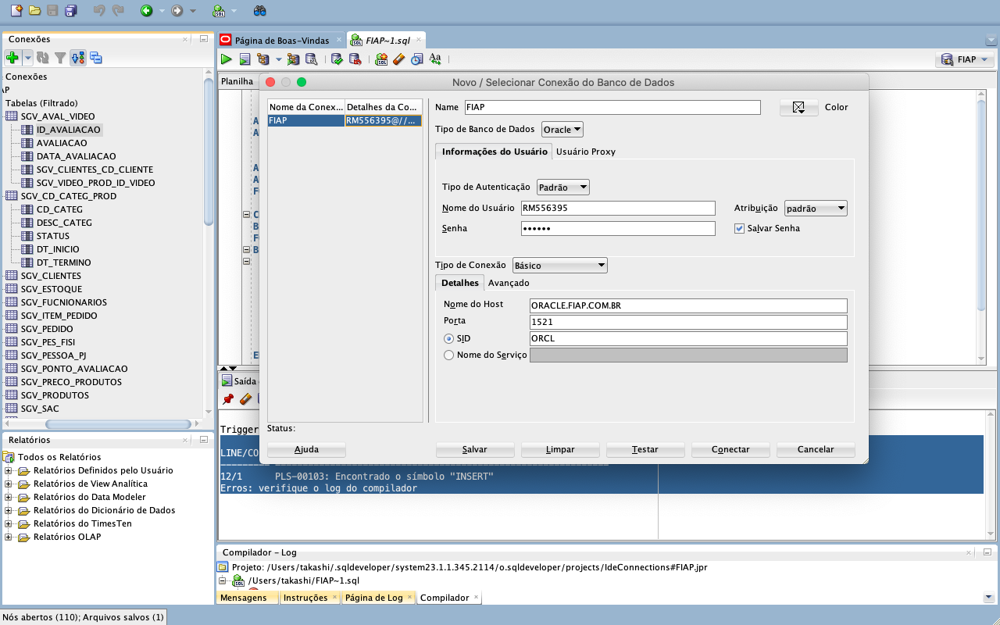 Conexões
Página de Boas-Vindas
FIAP~1.sql
FIAP
Conexões
Tabelas (Filtrado)
SGV_AVAL_VIDEO
ID_AVALIACAO
AVALIACAO
DATA_AVALIACAO
SGV_CLIENTES_CD_CLIENTE
SGV_VIDEO_PROD_ID_VIDEO
SGV_CD_CATEG_PROD
CD_CATEG
DESC_CATEG
STATUS
DT_INICIO
DT_TERMINO
SGV_CLIENTES
SGV_ESTOQUE
SGV_FUCNIONARIOS
SGV_ITEM_PEDIDO
SGV_PEDIDO
SGV_PES_FISI
SGV_PESSOA_PJ
SGV_PONTO_AVALIACAO
SGV_PRECO_PRODUTOS
SGV_PRODUTOS
SGV_SAC
Relatórios
Todos os Relatórios
Relatórios Definidos pelo Usuário
Relatórios de View Analítica
Relatórios do Data Modeler
Relatórios do Dicionário de Dados
Relatórios do TimesTen
Relatórios OLAP
Planilha
Novo / Selecionar Conexão do Banco de Dados
Nome da Conex... Detalhes da Co...
FIAP RM556395@//...
Name FIAP Color
Tipo de Banco de Dados Oracle
Informações do Usuário Usuário Proxy
Tipo de Autenticação Padrão
Nome do Usuário RM556395 Atribuição padrão
Senha •••••• Salvar Senha
Tipo de Conexão Básico
Detalhes Avançado
Nome do Host ORACLE.FIAP.COM.BR
Porta 1521
SID ORCL
Nome do Serviço
Status:
Ajuda Salvar Limpar Testar Conectar Cancelar
Saída
Trigger
LINE/CO
--------- -------------------------------------------------------------
12/1 PLS-00103: Encontrado o símbolo "INSERT"
Erros: verifique o log do compilador
Compilador - Log
Projeto: /Users/takashi/.sqldeveloper/system23.1.1.345.2114/o.sqldeveloper/projects/IdeConnections#FIAP.jpr
/Users/takashi/FIAP~1.sql
Mensagens Instruções Página de Log Compilador
Nós abertos (110); Arquivos salvos (1)